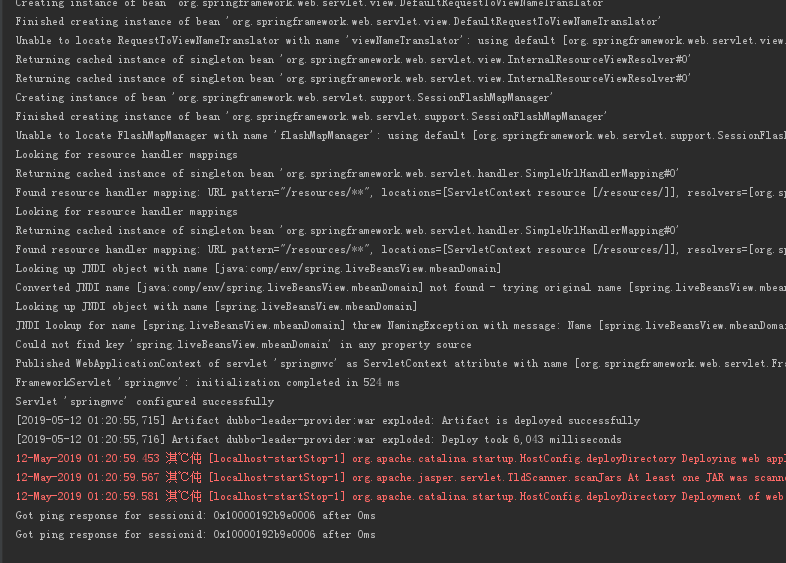 Creating instance of bean 'org.springframework.web.servlet.view.DefaultRequestToViewNameTranslator'
Finished creating instance of bean 'org.springframework.web.servlet.view.DefaultRequestToViewNameTranslator'
Unable to locate RequestToViewNameTranslator with name 'viewNameTranslator': using default [org.springframework.web.servlet.view.
Returning cached instance of singleton bean 'org.springframework.web.servlet.view.InternalResourceViewResolver#0'
Returning cached instance of singleton bean 'org.springframework.web.servlet.view.InternalResourceViewResolver#0'
Creating instance of bean 'org.springframework.web.servlet.support.SessionFlashMapManager'
Finished creating instance of bean 'org.springframework.web.servlet.support.SessionFlashMapManager'
Unable to locate FlashMapManager with name 'flashMapManager': using default [org.springframework.web.servlet.support.SessionFlash
Looking for resource handler mappings
Returning cached instance of singleton bean 'org.springframework.web.servlet.handler.SimpleUrlHandlerMapping#0'
Found resource handler mapping: URL pattern="/resources/**", locations=[ServletContext resource [/resources/]], resolvers=[org.sp
Looking for resource handler mappings
Returning cached instance of singleton bean 'org.springframework.web.servlet.handler.SimpleUrlHandlerMapping#0'
Found resource handler mapping: URL pattern="/resources/**", locations=[ServletContext resource [/resources/]], resolvers=[org.sp
Looking up JNDI object with name [java:comp/env/spring.liveBeansView.mbeanDomain]
Converted JNDI name [java:comp/env/spring.liveBeansView.mbeanDomain] not found - trying original name [spring.liveBeansView.mbean
Looking up JNDI object with name [spring.liveBeansView.mbeanDomain]
JNDI lookup for name [spring.liveBeansView.mbeanDomain] threw NamingException with message: Name [spring.liveBeansView.mbeanDomai
Could not find key 'spring.liveBeansView.mbeanDomain' in any property source
Published WebApplicationContext of servlet 'springmvc' as ServletContext attribute with name [org.springframework.web.servlet.Fr
FrameworkServlet 'springmvc': initialization completed in 524 ms
Servlet 'springmvc' configured successfully
[2019-05-12 01:20:55,715] Artifact dubbo-leader-provider:war exploded: Artifact is deployed successfully
[2019-05-12 01:20:55,716] Artifact dubbo-leader-provider:war exploded: Deploy took 6,043 milliseconds
12-May-2019 01:20:59.453 淇℃伅 [localhost-startStop-1] org.apache.catalina.startup.HostConfig.deployDirectory Deploying web appl
12-May-2019 01:20:59.567 淇℃伅 [localhost-startStop-1] org.apache.jasper.servlet.TldScanner.scanJars At least one JAR was scann
12-May-2019 01:20:59.581 淇℃伅 [localhost-startStop-1] org.apache.catalina.startup.HostConfig.deployDirectory Deployment of web
Got ping response for sessionid: 0x10000192b9e0006 after 0ms
Got ping response for sessionid: 0x10000192b9e0006 after 0ms